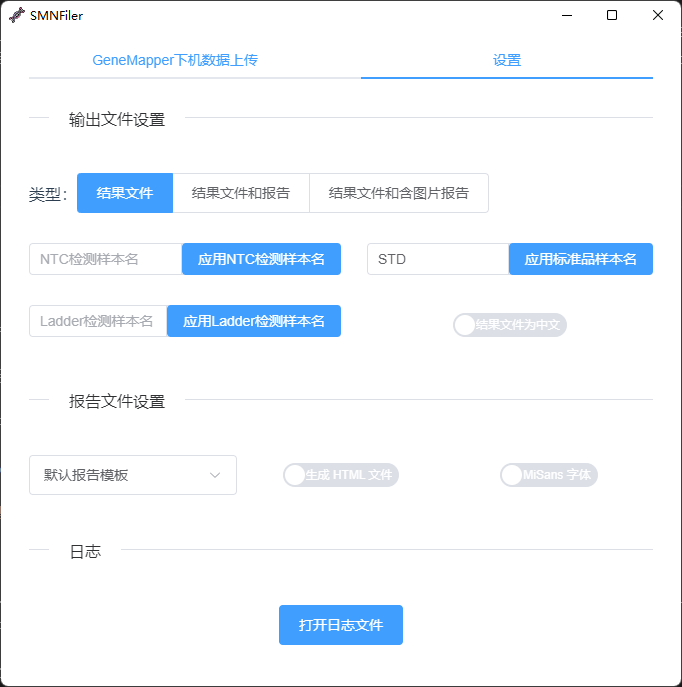 SMNFiler
GeneMapper下机数据上传 设置
输出文件设置
类型： 结果文件 结果文件和报告 结果文件和含图片报告
NTC检测样本名 应用NTC检测样本名 STD 应用标准品样本名
Ladder检测样本名 应用Ladder检测样本名 结果文件为中文
报告文件设置
默认报告模板 生成 HTML 文件 MiSans 字体
日志
打开日志文件